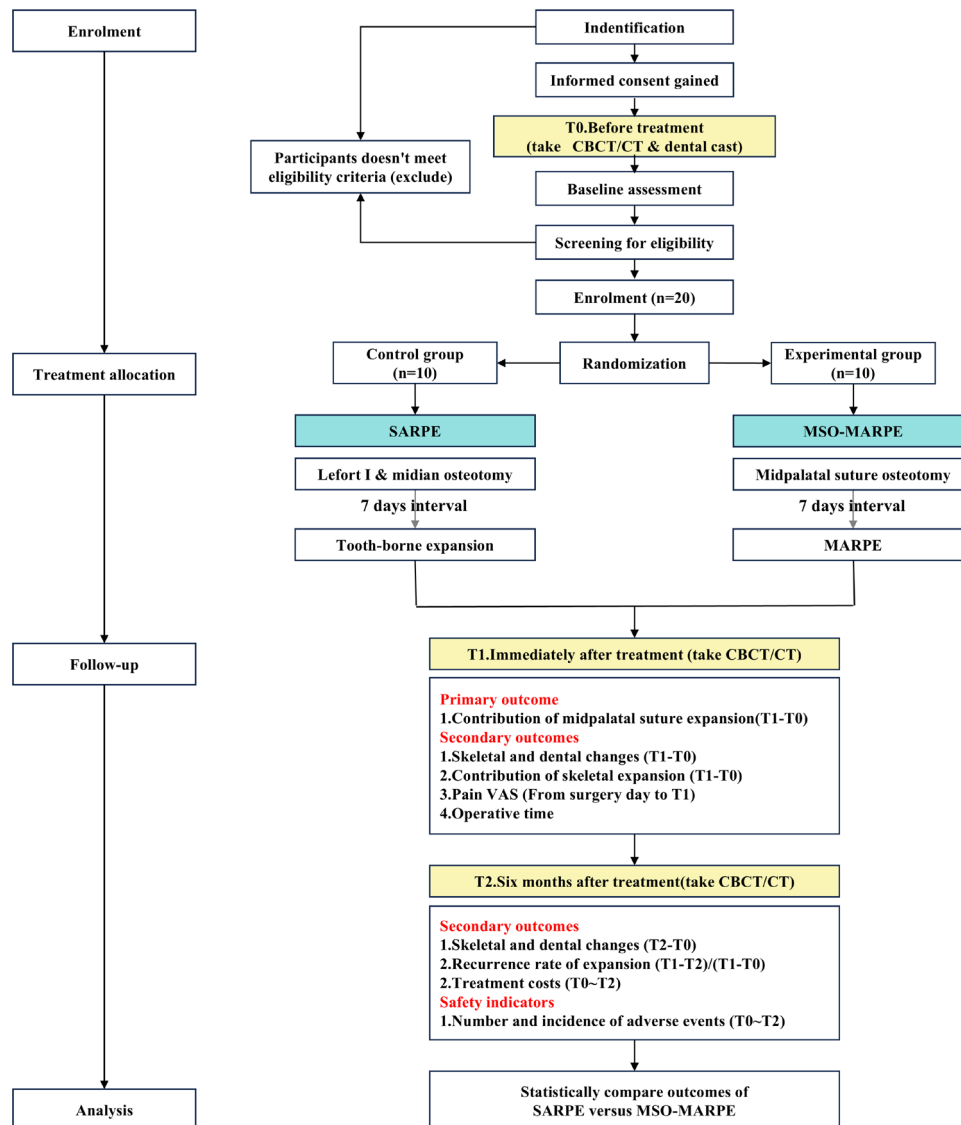 Enrolment
Indentification
Informed consent gained
T0.Before treatment
(take CBCT/CT & dental cast)
Participants doesn't meet
eligibility criteria (exclude)
Baseline assessment
Screening for eligibility
Enrolment (n=20)
Treatment allocation
Control group
(n=10)
Randomization
Experimental group
(n=10)
SARPE
MSO-MARPE
Lefort I & midian osteotomy
Midpalatal suture osteotomy
7 days interval
7 days interval
Tooth-borne expansion
MARPE
Follow-up
T1.Immediately after treatment (take CBCT/CT)
Primary outcome
1.Contribution of midpalatal suture expansion(T1-T0)
Secondary outcomes
1.Skeletal and dental changes (T1-T0)
2.Contribution of skeletal expansion (T1-T0)
3.Pain VAS (From surgery day to T1)
4.Operative time
T2.Six months after treatment(take CBCT/CT)
Secondary outcomes
1.Skeletal and dental changes (T2-T0)
2.Recurrence rate of expansion (T1-T2)/(T1-T0)
2.Treatment costs (T0~T2)
Safety indicators
1.Number and incidence of adverse events (T0~T2)
Analysis
Statistically compare outcomes of
SARPE versus MSO-MARPE